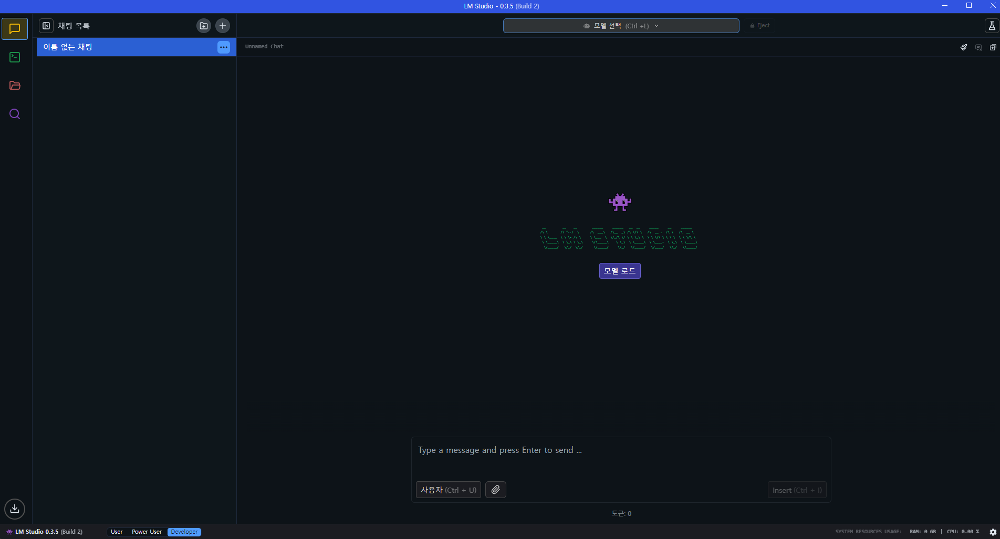 LM Studio - 0.3.5 (Build 2)
채팅 목록
모델 선택 (Ctrl +L)
Eject
이름 없는 채팅
Unnamed Chat
LM STUDIO
모델 로드
Type a message and press Enter to send ...
사용자 (Ctrl + U)
Insert (Ctrl + I)
토큰: 0
LM Studio 0.3.5 (Build 2)
User
Power User
Developer
SYSTEM RESOURCES USAGE:
RAM: 0 GB | CPU: 0.00 %